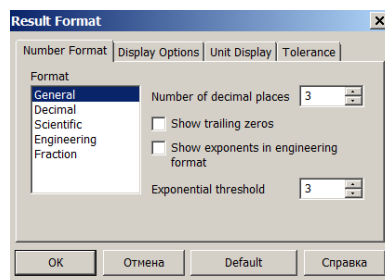 Result Format
Number Format Display Options Unit Display Tolerance
Format
General
Decimal
Scientific
Engineering
Fraction
Number of decimal places 3
Show trailing zeros
Show exponents in engineering
format
Exponential threshold 3
OK Отмена Default Справка